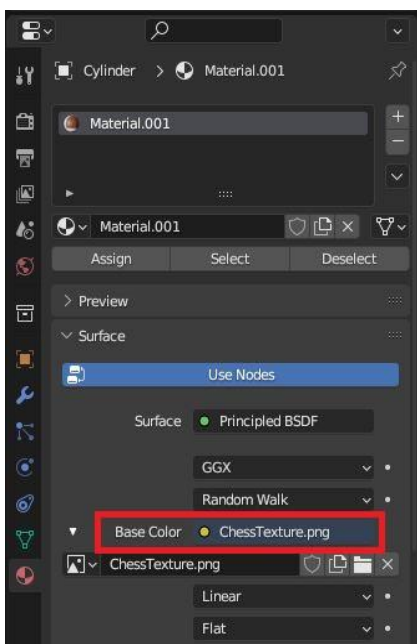 Cylinder > Material.001
Material.001
Material.001
Assign Select Deselect
Preview
Surface
Use Nodes
Surface Principled BSDF
GGX
Random Walk
Base Color ChessTexture.png
ChessTexture.png
Linear
Flat